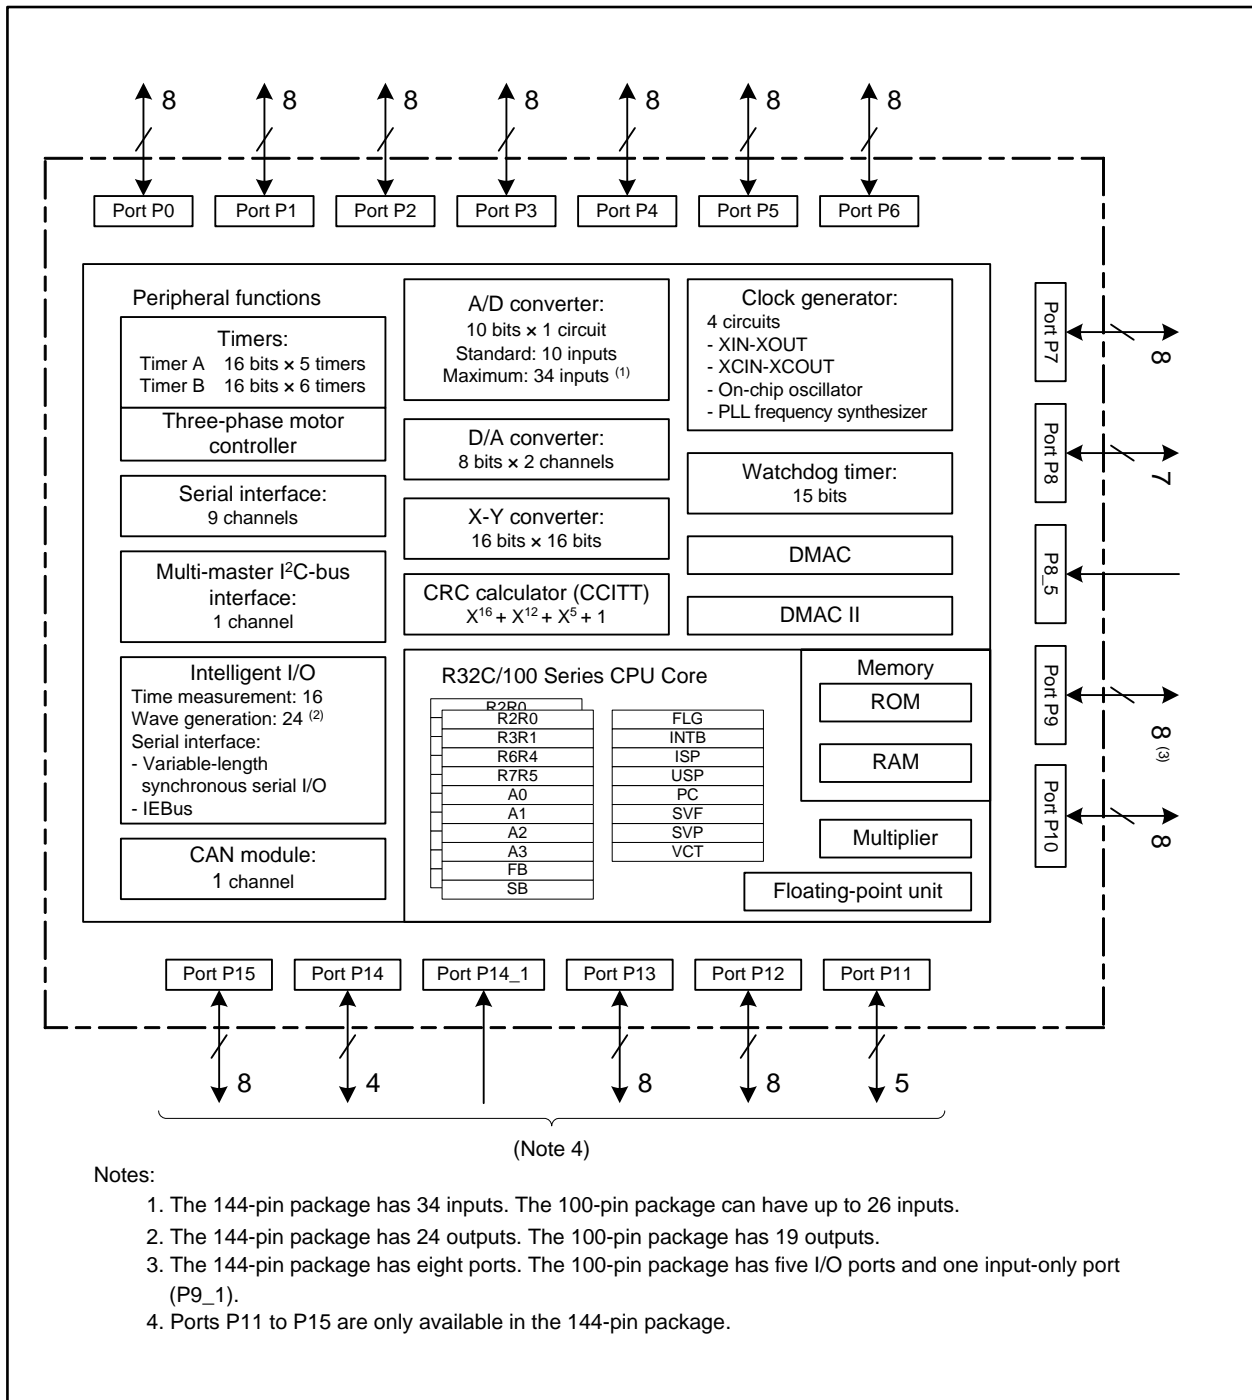 8 8 8 8 8 8 8
Port P0 Port P1 Port P2 Port P3 Port P4 Port P5 Port P6
Peripheral functions
Timers:
Timer A 16 bits × 5 timers
Timer B 16 bits × 6 timers
Three-phase motor
controller
Serial interface:
9 channels
Multi-master I²C-bus
interface:
1 channel
Intelligent I/O
Time measurement: 16
Wave generation: 24 (2)
Serial interface:
- Variable-length
synchronous serial I/O
- IEBus
CAN module:
1 channel
A/D converter:
10 bits × 1 circuit
Standard: 10 inputs
Maximum: 34 inputs (1)
D/A converter:
8 bits × 2 channels
X-Y converter:
16 bits × 16 bits
CRC calculator (CCITT)
X¹⁶ + X¹² + X⁵ + 1
Clock generator:
4 circuits
- XIN-XOUT
- XCIN-XCOUT
- On-chip oscillator
- PLL frequency synthesizer
Watchdog timer:
15 bits
DMAC
DMAC II
R32C/100 Series CPU Core
R2R0
R2R0
R3R1
R6R4
R7R5
A0
A1
A2
A3
FB
SB
FLG
INTB
ISP
USP
PC
SVF
SVP
VCT
Memory
ROM
RAM
Multiplier
Floating-point unit
Port P7
8
Port P8
7
P8_5
Port P9
8 (3)
Port P10
8
Port P15 Port P14 Port P14_1 Port P13 Port P12 Port P11
8 4 8 8 5
(Note 4)
Notes:
1. The 144-pin package has 34 inputs. The 100-pin package can have up to 26 inputs.
2. The 144-pin package has 24 outputs. The 100-pin package has 19 outputs.
3. The 144-pin package has eight ports. The 100-pin package has five I/O ports and one input-only port
(P9_1).
4. Ports P11 to P15 are only available in the 144-pin package.